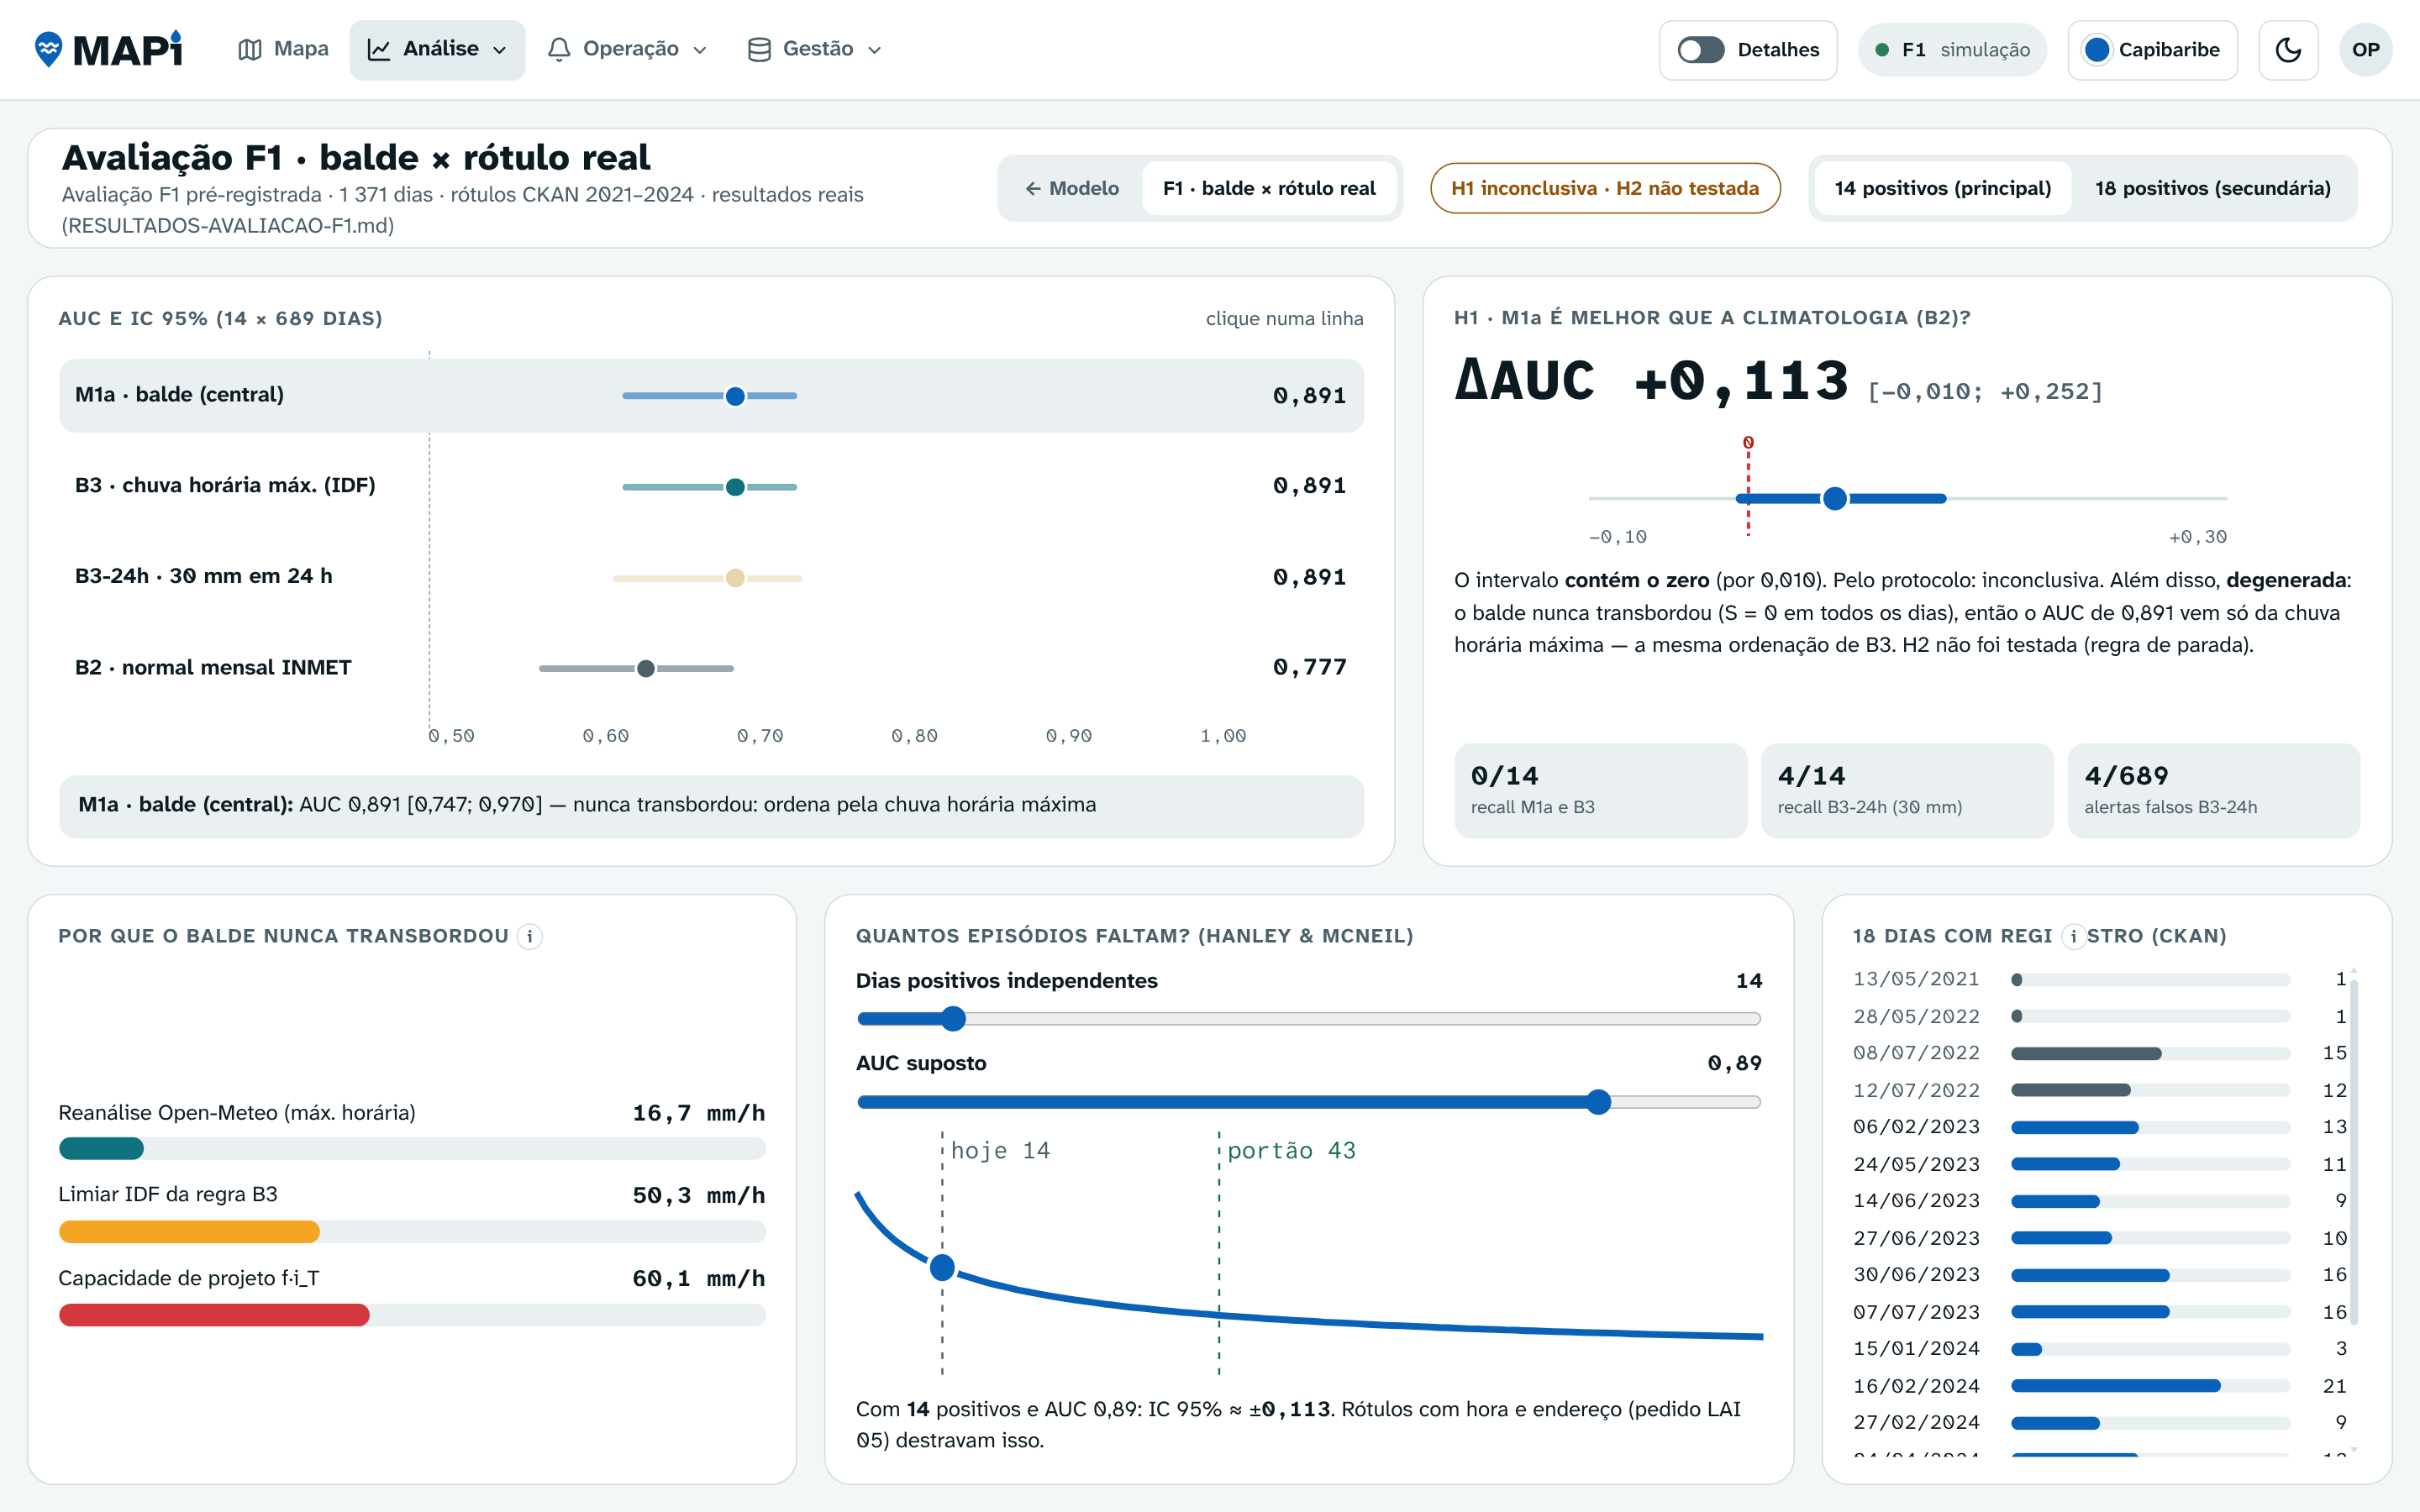 MAPi
Mapa
Análise
Operação
Gestão
Detalhes
F1 simulação
Capibaribe
OP
Avaliação F1 · balde × rótulo real
Avaliação F1 pré-registrada · 1 371 dias · rótulos CKAN 2021–2024 · resultados reais
(RESULTADOS-AVALIACAO-F1.md)
← Modelo
F1 · balde × rótulo real
H1 inconclusiva · H2 não testada
14 positivos (principal)
18 positivos (secundária)
AUC E IC 95% (14 × 689 DIAS)
clique numa linha
M1a · balde (central) 0,891
B3 · chuva horária máx. (IDF) 0,891
B3-24h · 30 mm em 24 h 0,891
B2 · normal mensal INMET 0,777
0,50 0,60 0,70 0,80 0,90 1,00
M1a · balde (central): AUC 0,891 [0,747; 0,970] — nunca transbordou: ordena pela chuva horária máxima
H1 · M1a É MELHOR QUE A CLIMATOLOGIA (B2)?
ΔAUC +0,113 [−0,010; +0,252]
0
−0,10 +0,30
O intervalo contém o zero (por 0,010). Pelo protocolo: inconclusiva. Além disso, degenerada:
o balde nunca transbordou (S = 0 em todos os dias), então o AUC de 0,891 vem só da chuva
horária máxima — a mesma ordenação de B3. H2 não foi testada (regra de parada).
0/14
recall M1a e B3
4/14
recall B3-24h (30 mm)
4/689
alertas falsos B3-24h
POR QUE O BALDE NUNCA TRANSBORDOU i
Reanálise Open-Meteo (máx. horária) 16,7 mm/h
Limiar IDF da regra B3 50,3 mm/h
Capacidade de projeto f·i_T 60,1 mm/h
QUANTOS EPISÓDIOS FALTAM? (HANLEY & MCNEIL)
Dias positivos independentes 14
AUC suposto 0,89
hoje 14
portão 43
Com 14 positivos e AUC 0,89: IC 95% ≈ ±0,113. Rótulos com hora e endereço (pedido LAI
05) destravam isso.
18 DIAS COM REGI i STRO (CKAN)
13/05/2021 1
28/05/2022 1
08/07/2022 15
12/07/2022 12
06/02/2023 13
24/05/2023 11
14/06/2023 9
27/06/2023 10
30/06/2023 16
07/07/2023 16
15/01/2024 3
16/02/2024 21
27/02/2024 9